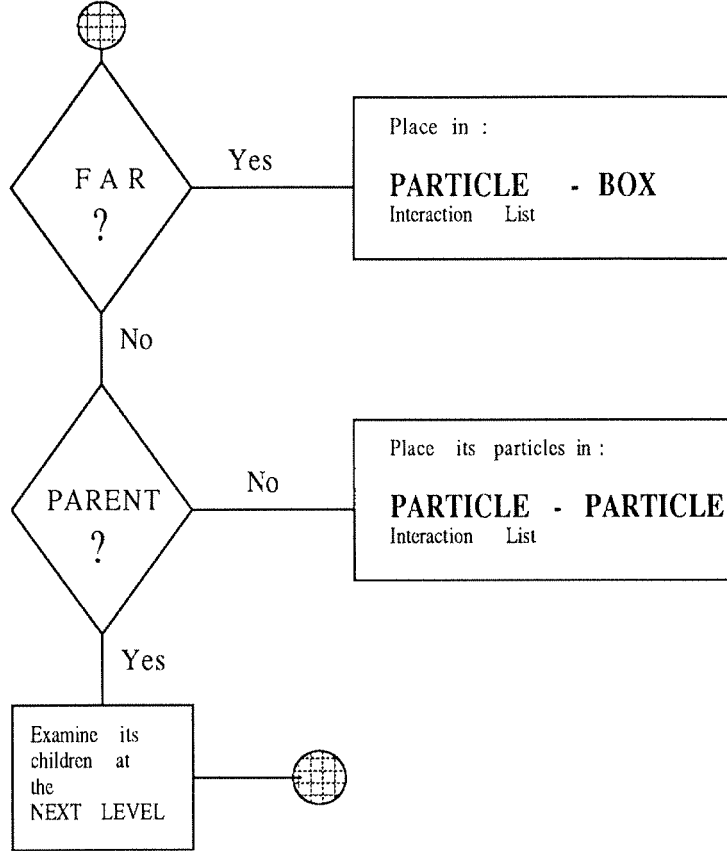 Place in :
F A R
?
Yes
PARTICLE - BOX
Interaction List
No
Place its particles in :
PARENT
?
No
PARTICLE - PARTICLE
Interaction List
Yes
Examine its
children at
the
NEXT LEVEL